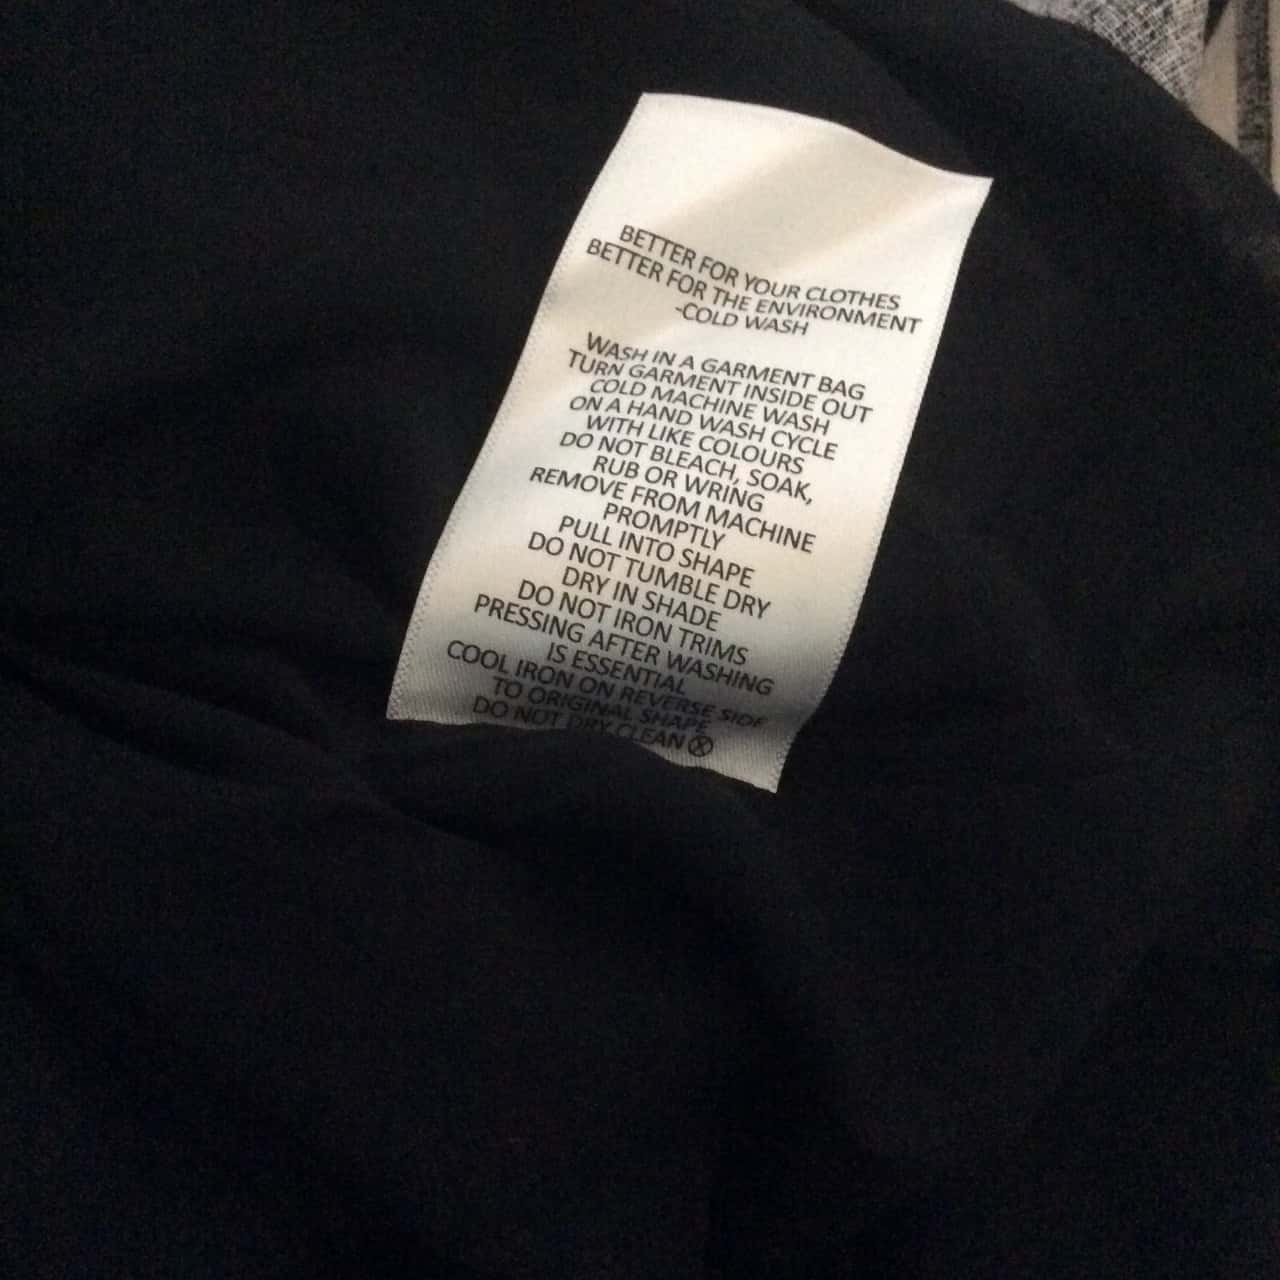 BETTER FOR YOUR CLOTHES
BETTER FOR THE ENVIRONMENT
-COLD WASH
WASH IN A GARMENT BAG
TURN GARMENT INSIDE OUT
COLD MACHINE WASH
ON A HAND WASH CYCLE
WITH LIKE COLOURS
DO NOT BLEACH, SOAK,
RUB OR WRING
REMOVE FROM MACHINE
PROMPTLY
PULL INTO SHAPE
DO NOT TUMBLE DRY
DRY IN SHADE
DO NOT IRON TRIMS
PRESSING AFTER WASHING
IS ESSENTIAL
COOL IRON ON REVERSE SIDE
TO ORIGINAL SHAPE
DO NOT DRY CLEAN Ⓧ